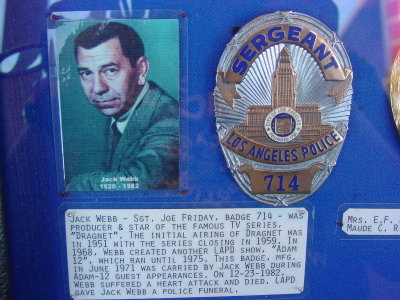 Jack Webb
1920 - 1982
SERGEANT
LOS ANGELES POLICE
714
JACK WEBB - SGT. JOE FRIDAY, BADGE 714 - WAS
PRODUCER & STAR OF THE FAMOUS TV SERIES,
"DRAGNET". THE INITIAL AIRING OF DRAGNET WAS
IN 1951 WITH THE SERIES CLOSING IN 1959. IN
1968, WEBB CREATED ANOTHER LAPD SHOW, "ADAM
12", WHICH RAN UNTIL 1975. THIS BADGE, MFG.
IN JUNE 1971 WAS CARRIED BY JACK WEBB DURING
ADAM-12 GUEST APPEARANCES. ON 12-23-1982,
WEBB SUFFERED A HEART ATTACK AND DIED. LAPD
GAVE JACK WEBB A POLICE FUNERAL.
MRS. E.F.
MAUDE C. R